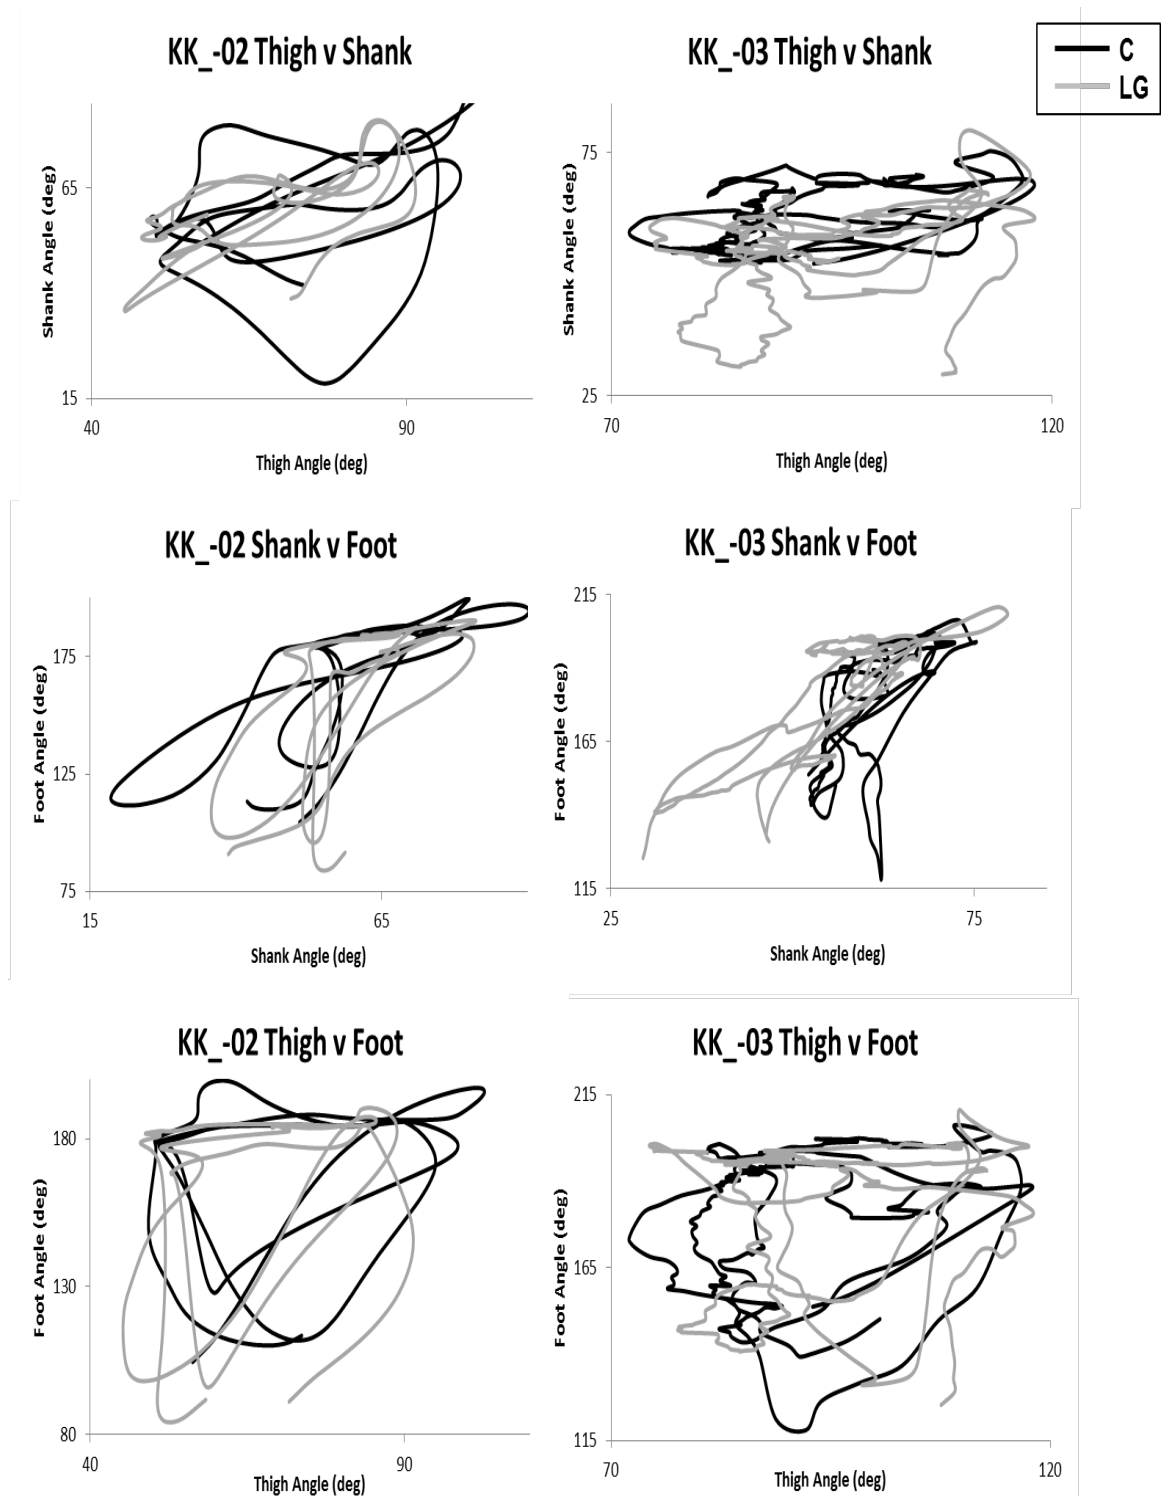 KK_-02 Thigh v Shank
KK_-03 Thigh v Shank
C
LG
Shank Angle (deg)
65
15
40
90
Thigh Angle (deg)
Shank Angle (deg)
75
25
70
120
Thigh Angle (deg)
KK_-02 Shank v Foot
KK_-03 Shank v Foot
Foot Angle (deg)
175
125
75
15
65
Shank Angle (deg)
Foot Angle (deg)
215
165
115
25
75
Shank Angle (deg)
KK_-02 Thigh v Foot
KK_-03 Thigh v Foot
Foot Angle (deg)
180
130
80
40
90
Thigh Angle (deg)
Foot Angle (deg)
215
165
115
70
120
Thigh Angle (deg)